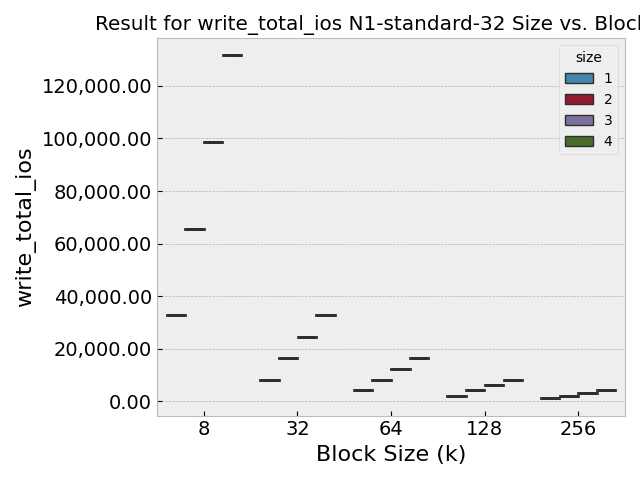 Result for write_total_ios N1-standard-32 Size vs. Block
write_total_ios
120,000.00
100,000.00
80,000.00
60,000.00
40,000.00
20,000.00
0.00
size
1
2
3
4
8 32 64 128 256
Block Size (k)